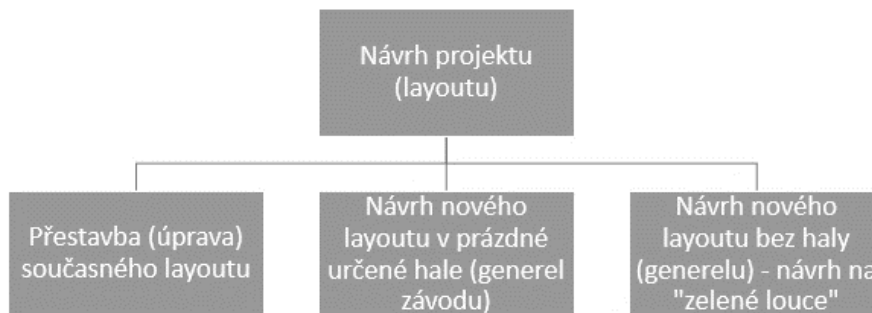 Návrh projektu
(layoutu)
Přestavba (úprava)
současného layoutu
Návrh nového
layoutu v prázdné
určené hale (generel
závodu)
Návrh nového
layoutu bez haly
(generelu) - návrh na
"zelené louce"